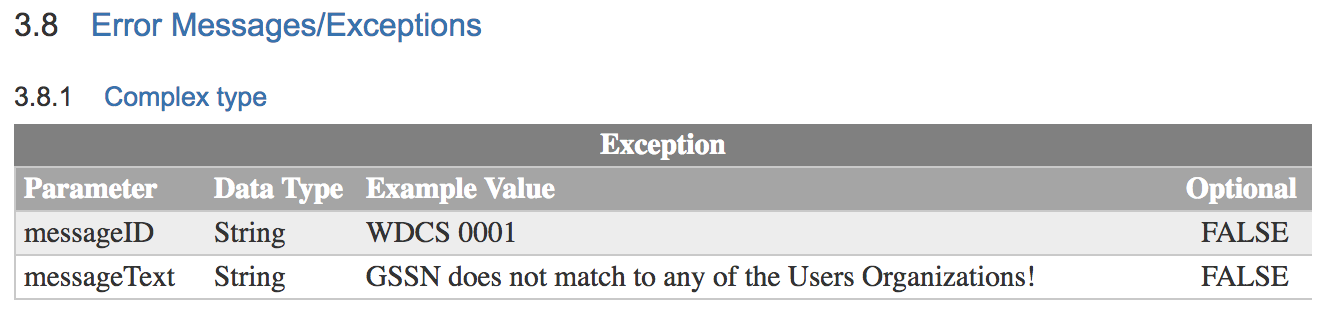 3.8 Error Messages/Exceptions
3.8.1 Complex type
Exception
Parameter Data Type Example Value Optional
messageID String WDCS 0001 FALSE
messageText String GSSN does not match to any of the Users Organizations! FALSE